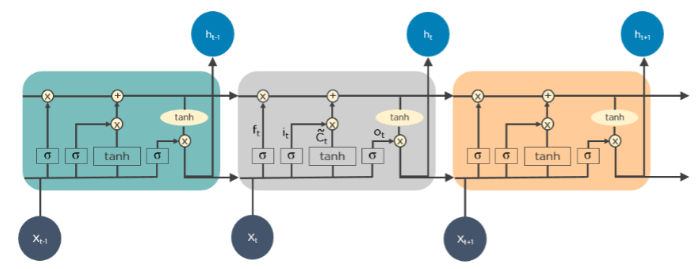 hₜ₋₁ hₜ hₜ₊₁
x + x + x +
tanh tanh tanh
x fₜ iₜ x C̃ₜ oₜ x
x x x
σ σ tanh σ σ σ tanh σ σ σ tanh σ
Xₜ₋₁ Xₜ Xₜ₊₁